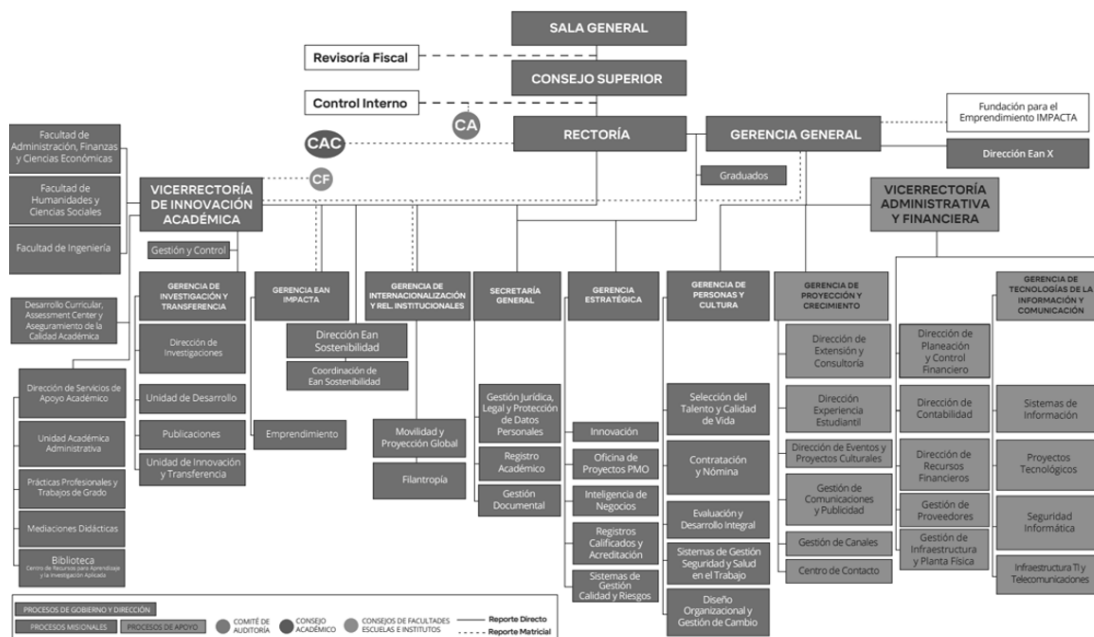 SALA GENERAL
Revisoría Fiscal
CONSEJO SUPERIOR
Control Interno
CA
Fundación para el
Emprendimiento IMPACTA
RECTORÍA
GERENCIA GENERAL
CAC
Dirección Ean X
Facultad de
Administración, Finanzas
y Ciencias Económicas
Graduados
CF
VICERRECTORÍA
DE INNOVACIÓN
ACADÉMICA
VICERRECTORÍA
ADMINISTRATIVA
Y FINANCIERA
Facultad de
Humanidades y
Ciencias Sociales
Facultad de Ingeniería
Gestión y Control
Desarrollo Curricular,
Assessment Center y
Aseguramiento de la
Calidad Académica
Dirección de Servicios de
Apoyo Académico
Unidad Académica
Administrativa
Prácticas Profesionales y
Trabajos de Grado
Mediaciones Didácticas
Biblioteca
Centro de Recursos para Aprendizaje
y la Investigación Aplicada
GERENCIA DE
INVESTIGACIÓN Y
TRANSFERENCIA
Dirección de
Investigaciones
Unidad de Desarrollo
Publicaciones
Unidad de Innovación
y Transferencia
GERENCIA EAN
IMPACTA
Emprendimiento
Dirección Ean
Sostenibilidad
Coordinación de
Ean Sostenibilidad
GERENCIA DE
INTERNACIONALIZACIÓN
Y REL. INSTITUCIONALES
Movilidad y
Proyección Global
Filantropía
SECRETARÍA
GENERAL
Gestión Jurídica,
Legal y Protección
de Datos
Personales
Registro
Académico
Gestión
Documental
GERENCIA
ESTRATÉGICA
Innovación
Oficina de
Proyectos PMO
Inteligencia de
Negocios
Registros
Calificados y
Acreditación
Sistemas de
Gestión
Calidad y Riesgos
GERENCIA DE
PERSONAS Y
CULTURA
Selección del
Talento y Calidad
de Vida
Contratación
y Nómina
Evaluación y
Desarrollo Integral
Sistemas de Gestión
Seguridad y Salud
en el Trabajo
Diseño
Organizacional y
Gestión de Cambio
GERENCIA DE
PROYECCIÓN Y
CRECIMIENTO
Dirección de
Extensión y
Consultoría
Dirección
Experiencia
Estudiantil
Dirección de Eventos y
Proyectos Culturales
Gestión de
Comunicaciones
y Publicidad
Gestión de Canales
Centro de Contacto
Dirección de
Planeación
y Control
Financiero
Dirección de
Contabilidad
Dirección de
Recursos
Financieros
Gestión de
Proveedores
Gestión de
Infraestructura
y Planta Física
GERENCIA DE
TECNOLOGÍAS DE LA
INFORMACIÓN Y
COMUNICACIÓN
Sistemas de
Información
Proyectos
Tecnológicos
Seguridad
Informática
Infraestructura TI y
Telecomunicaciones
PROCESOS DE GOBIERNO Y DIRECCIÓN
PROCESOS MISIONALES
PROCESOS DE APOYO
COMITÉ DE
AUDITORÍA
CONSEJO
ACADÉMICO
CONSEJOS DE FACULTADES
ESCUELAS E INSTITUTOS
Reporte Directo
Reporte Matricial